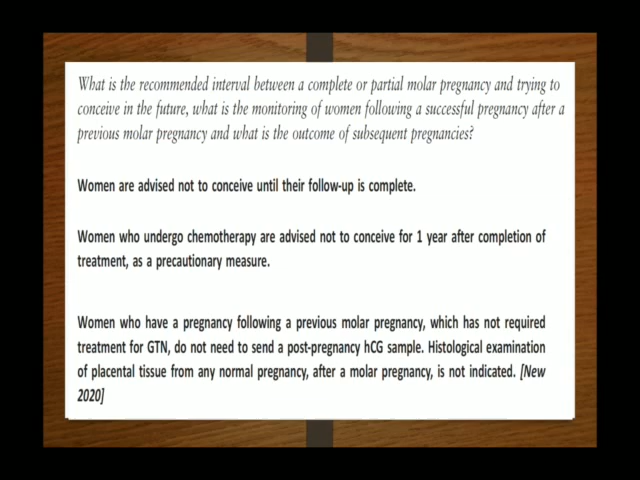 What is the recommended interval between a complete or partial molar pregnancy and trying to
conceive in the future, what is the monitoring of women following a successful pregnancy after a
previous molar pregnancy and what is the outcome of subsequent pregnancies?
Women are advised not to conceive until their follow-up is complete.
Women who undergo chemotherapy are advised not to conceive for 1 year after completion of
treatment, as a precautionary measure.
Women who have a pregnancy following a previous molar pregnancy, which has not required
treatment for GTN, do not need to send a post-pregnancy hCG sample. Histological examination
of placental tissue from any normal pregnancy, after a molar pregnancy, is not indicated. [New
2020]